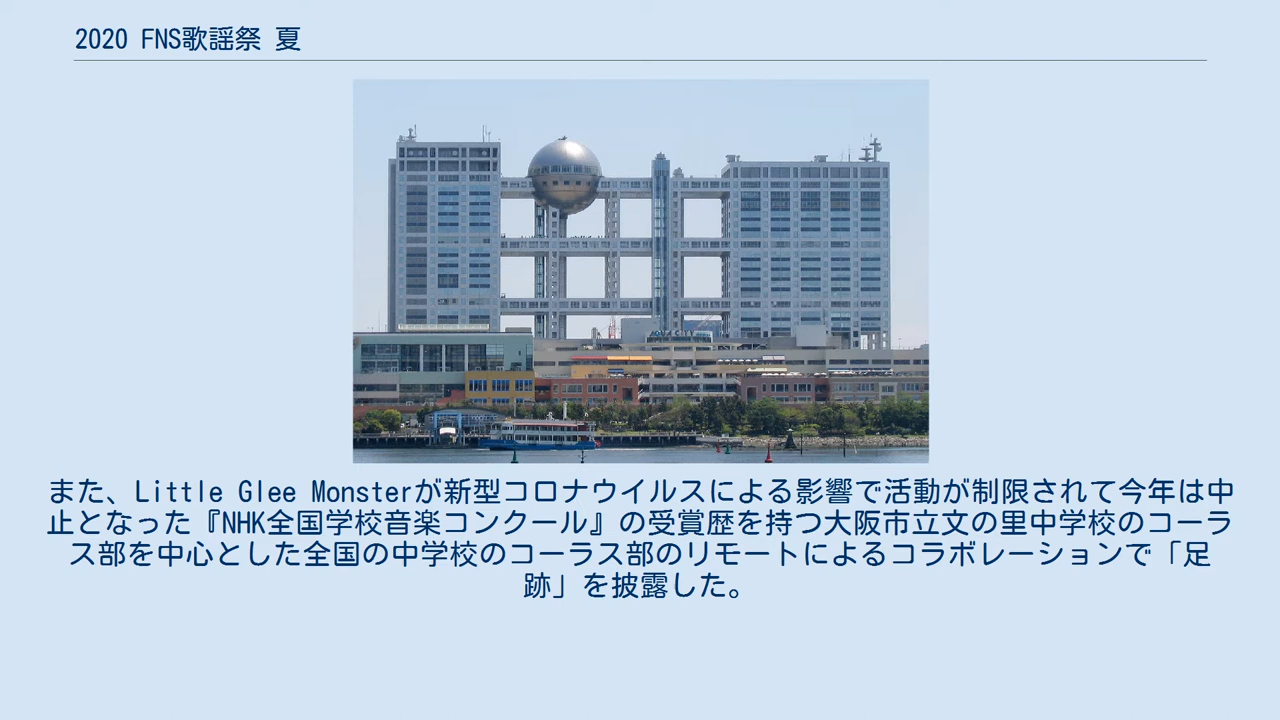 2020 FNS歌謡祭 夏
また、Little Glee Monsterが新型コロナウイルスによる影響で活動が制限されて今年は中
止となった『NHK全国学校音楽コンクール』の受賞歴を持つ大阪市立文の里中学校のコーラ
ス部を中心とした全国の中学校のコーラス部のリモートによるコラボレーションで「足
跡」を披露した。